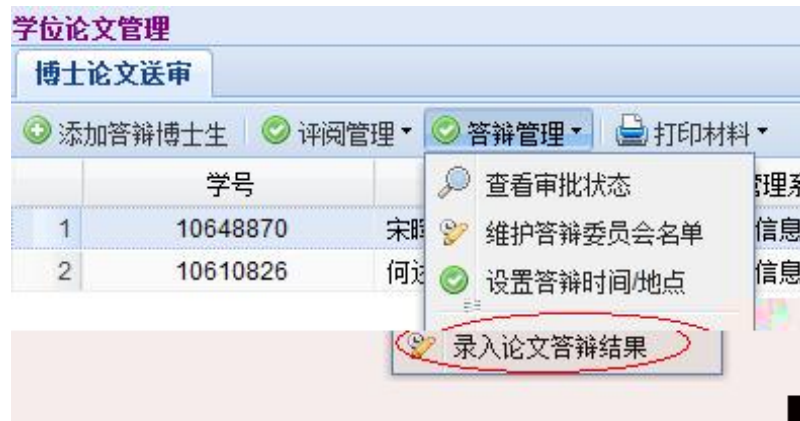 学位论文管理
博士论文送审
添加答辩博士生 评阅管理 答辩管理 打印材料
学号
1 10648870
2 10610826
查看审批状态
维护答辩委员会名单
设置答辩时间/地点
录入论文答辩结果
管理
宋
信息
何
信息